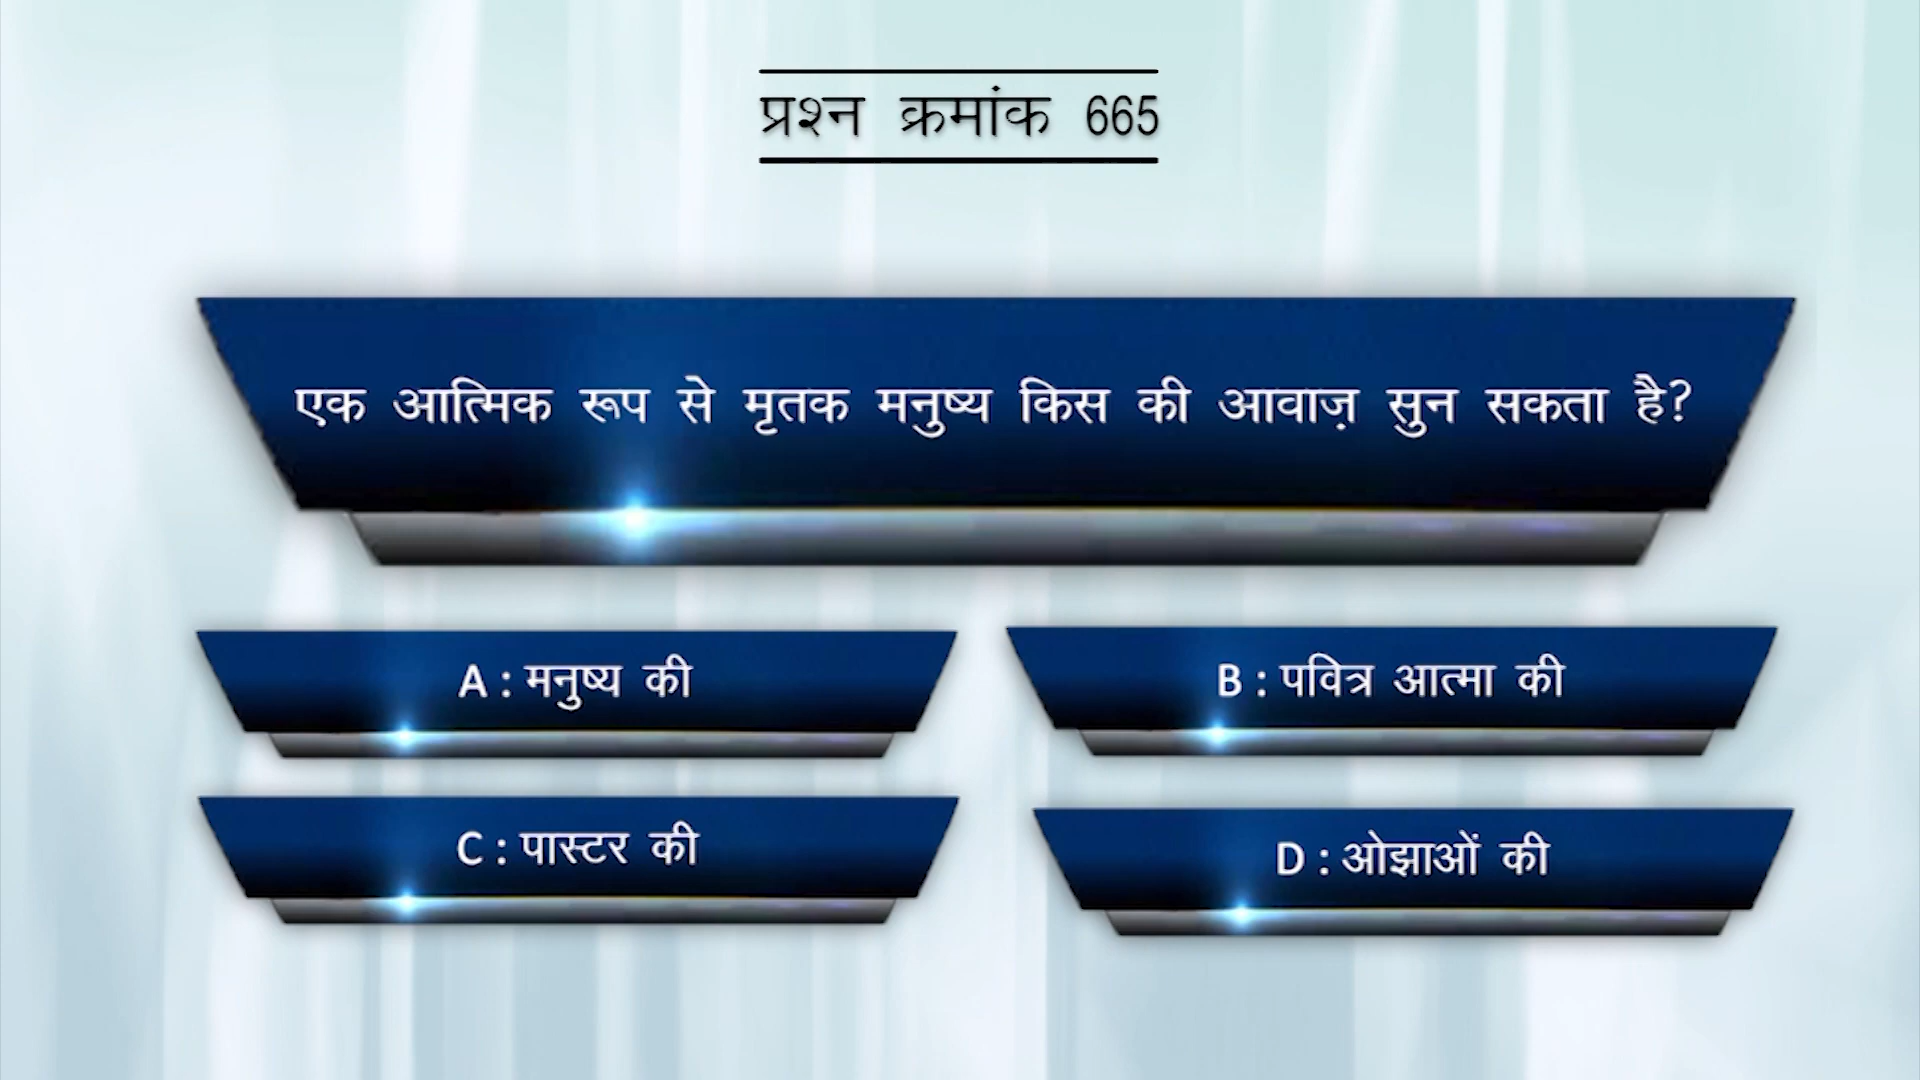 प्रश्न क्रमांक 665
एक आत्मिक रूप से मृतक मनुष्य किस की आवाज़ सुन सकता है?
A : मनुष्य की
B : पवित्र आत्मा की
C : पास्टर की
D : ओझाओं की